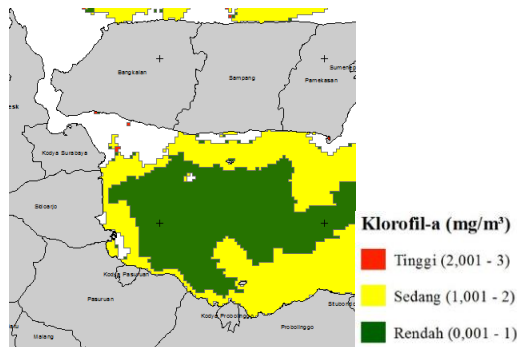 Bangkalan
Sampang
Pamekasan
Sumenep
esk
Kodya Surabaya
Sidoarjo
Kodya Pasuruan
Pasuruan
Malang
Kodya Probolinggo
Probolinggo
Situbondo
Klorofil-a (mg/m³)
Tinggi (2,001 - 3)
Sedang (1,001 - 2)
Rendah (0,001 - 1)